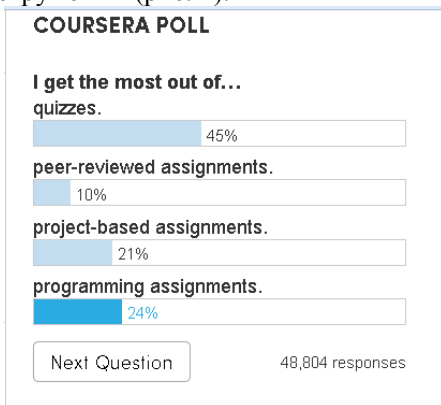 COURSERA POLL
I get the most out of...
quizzes.
45%
peer-reviewed assignments.
10%
project-based assignments.
21%
programming assignments.
24%
Next Question 48,804 responses